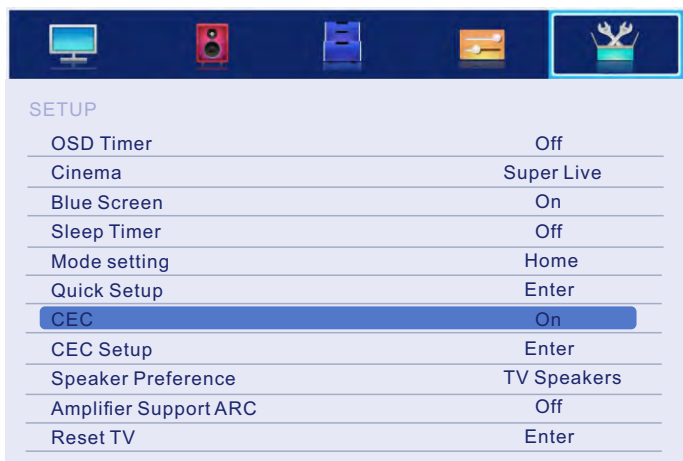 SETUP
OSD Timer Off
Cinema Super Live
Blue Screen On
Sleep Timer Off
Mode setting Home
Quick Setup Enter
CEC On
CEC Setup Enter
Speaker Preference TV Speakers
Amplifier Support ARC Off
Reset TV Enter